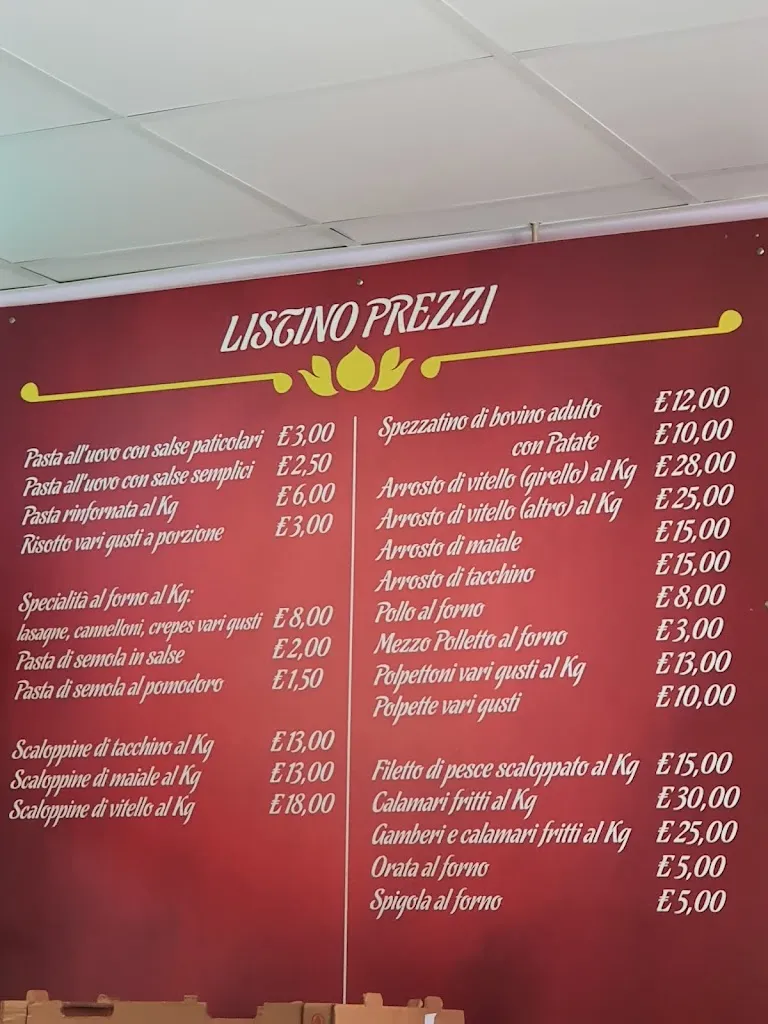 LISTINO PREZZI
Pasta all'uovo con salse paticolari €3,00
Pasta all'uovo con salse semplici €2,50
Pasta rinfornata al Kg €6,00
Risotto vari gusti a porzione €3,00
Specialità al forno al Kg:
lasagne, cannelloni, crepes vari gusti €8,00
Pasta di semola in salse €2,00
Pasta di semola al pomodoro €1,50
Scaloppine di tacchino al Kg €13,00
Scaloppine di maiale al Kg €13,00
Scaloppine di vitello al Kg €18,00
Spezzatino di bovino adulto €12,00
con Patate €10,00
Arrosto di vitello (girello) al Kg €28,00
Arrosto di vitello (altro) al Kg €25,00
Arrosto di maiale €15,00
Arrosto di tacchino €15,00
Pollo al forno €8,00
Mezzo Polletto al forno €3,00
Polpettoni vari gusti al Kg €13,00
Polpette vari gusti €10,00
Filetto di pesce scaloppato al Kg €15,00
Calamari fritti al Kg €30,00
Gamberi e calamari fritti al Kg €25,00
Orata al forno €5,00
Spigola al forno €5,00